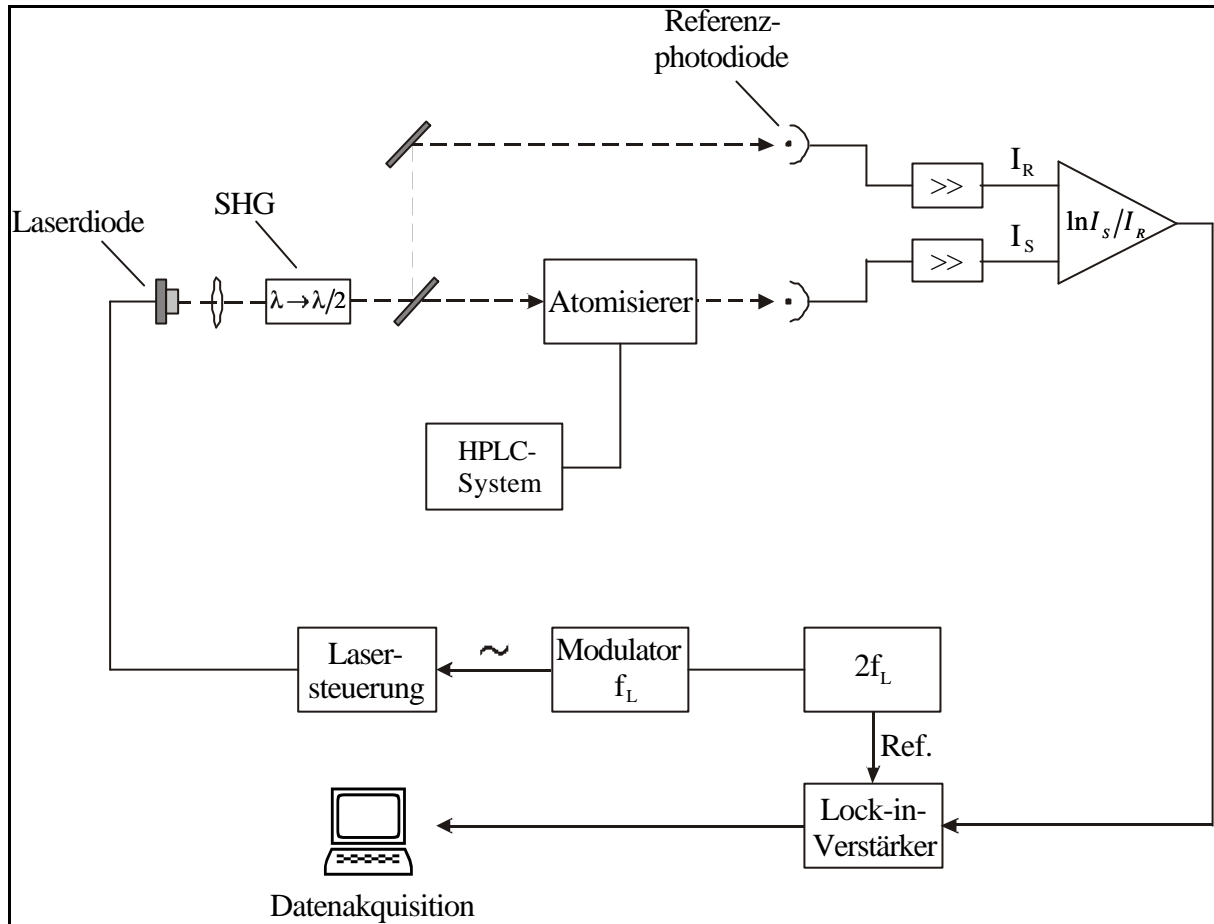 Referenz-
photodiode
I_R
>>
SHG
Laserdiode
ln I_S/I_R
I_S
>>
λ→λ/2
Atomisierer
HPLC-
System
Laser-
steuerung
~
Modulator
f_L
2f_L
Ref.
Lock-in-
Verstärker
Datenakquisition